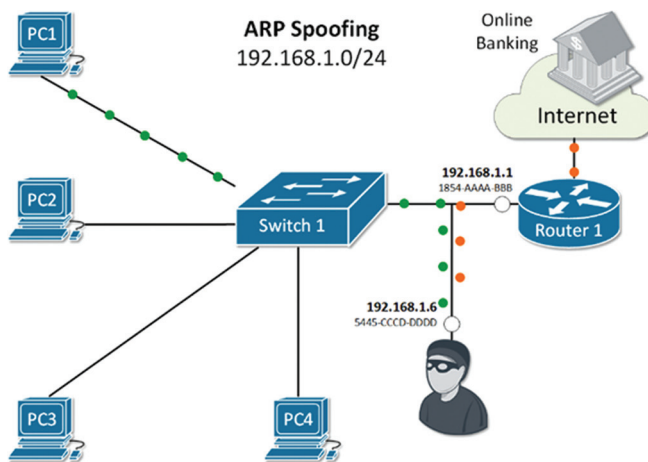 PC1
ARP Spoofing
192.168.1.0/24
Online
Banking
$
Internet
PC2
192.168.1.1
1854-AAAA-BBB
Switch 1
Router 1
192.168.1.6
5445-CCCD-DDDD
PC3
PC4